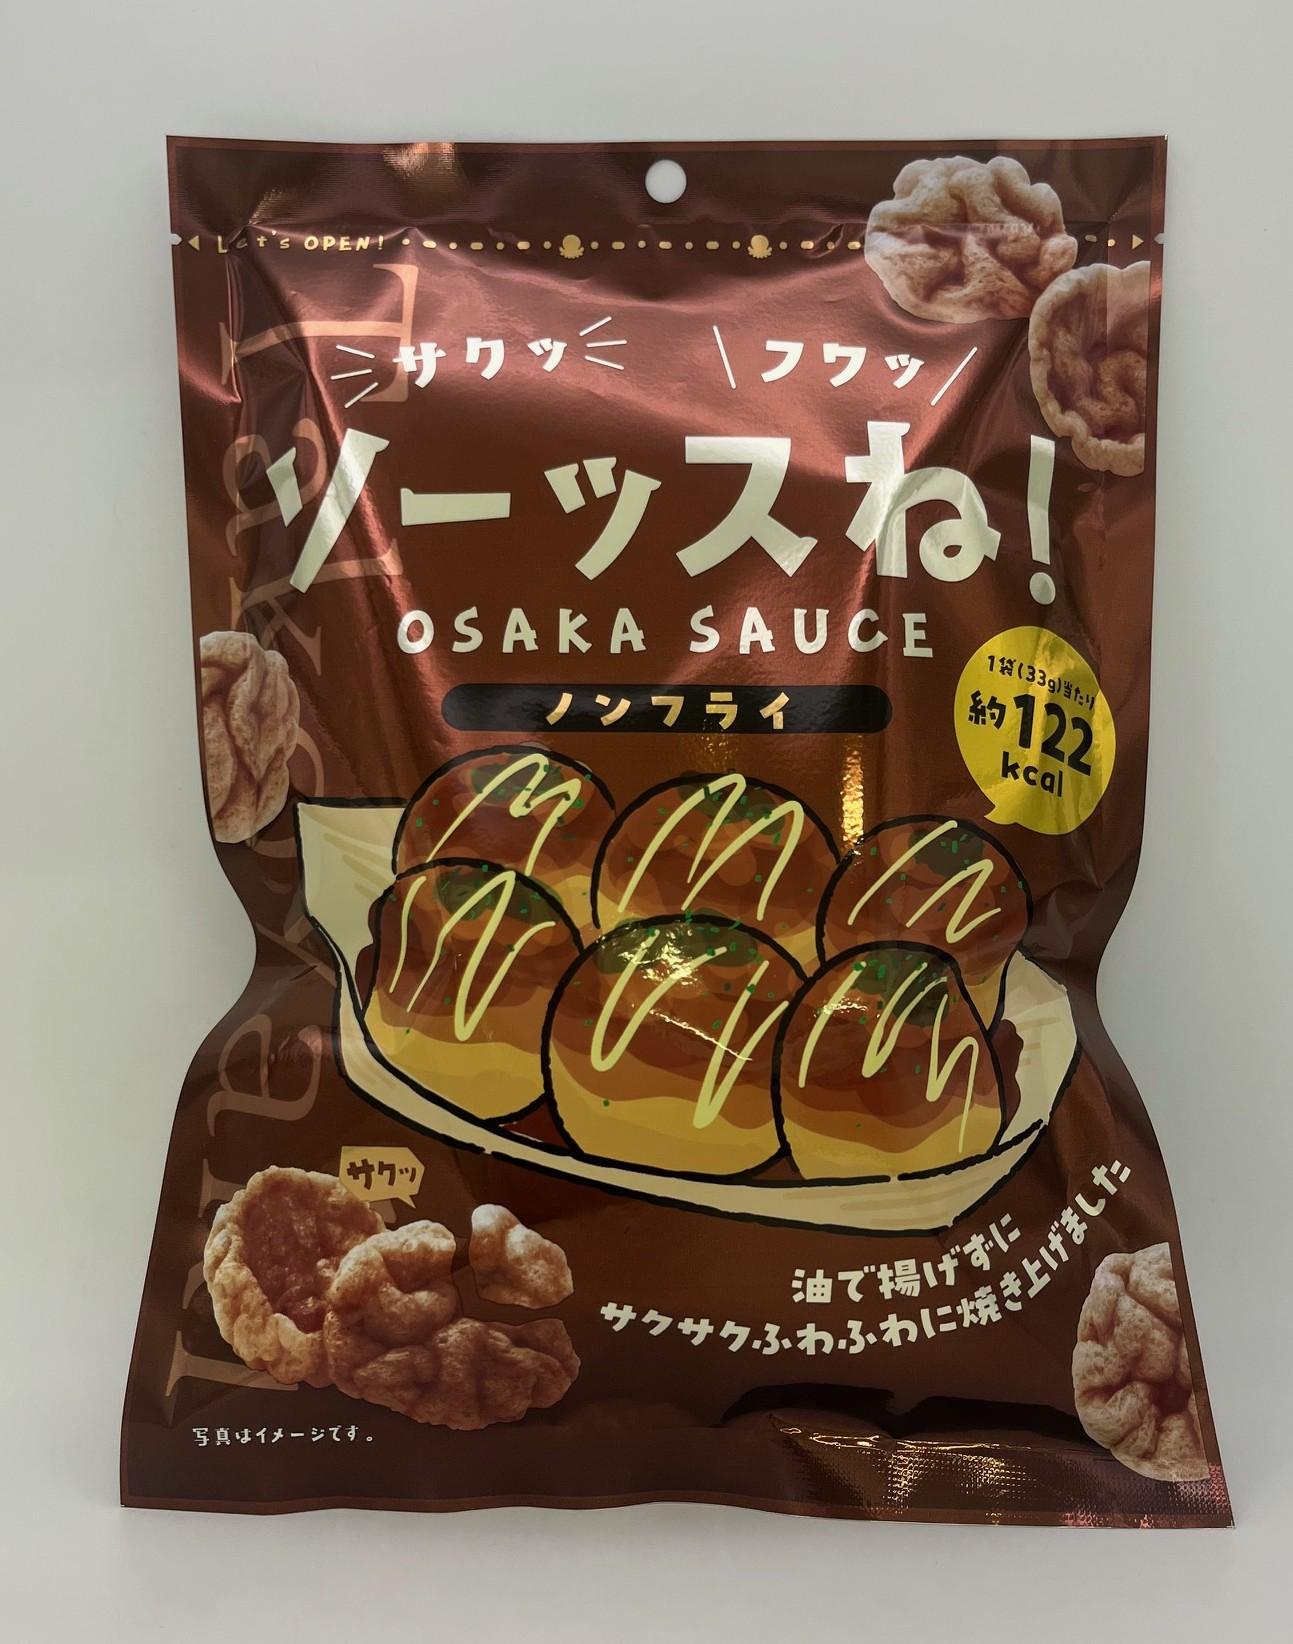 Let's OPEN!
サクッ フワッ
ソーッスね!
OSAKA SAUCE
ノンフライ
1袋(33g)当たり
約122
kcal
Takoyaki
サクッ
油で揚げずに
サクサクふわふわに焼き上げました
写真はイメージです。